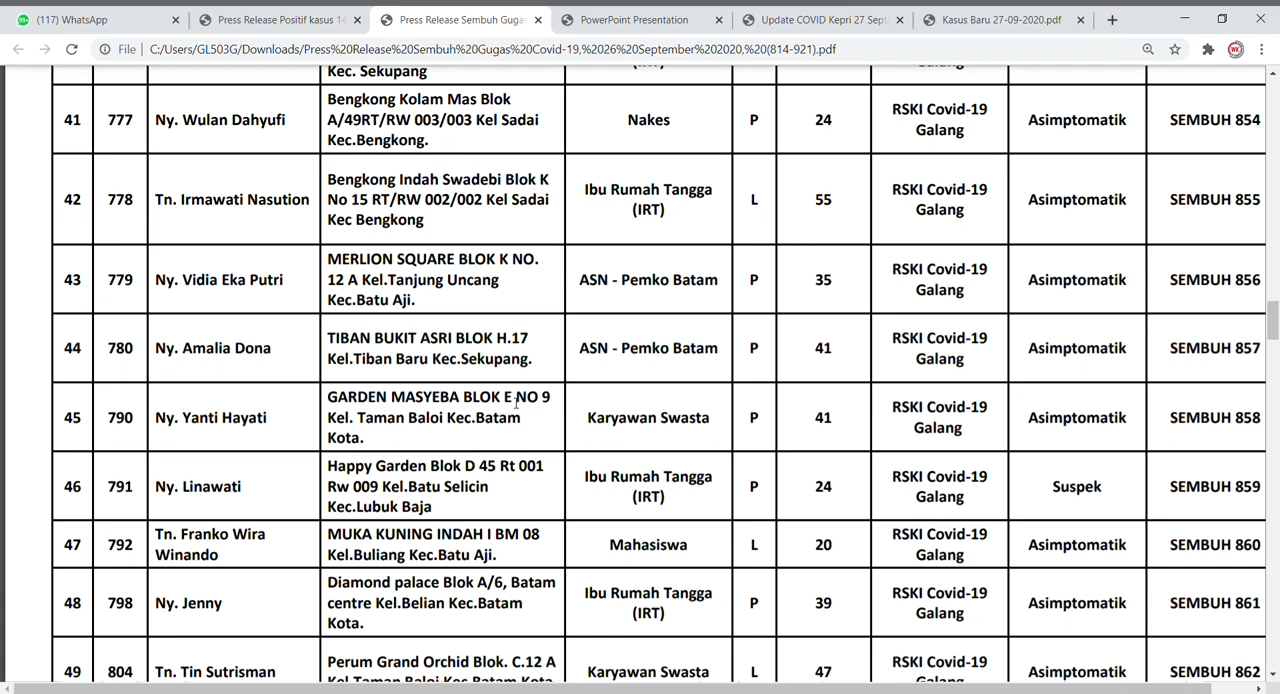 (117) WhatsApp
Press Release Positif kasus 14
Press Release Sembuh Gugas
PowerPoint Presentation
Update COVID Kepri 27 Sept
Kasus Baru 27-09-2020.pdf
File
C:/Users/GL503G/Downloads/Press%20Release%20Sembuh%20Gugas%20Covid-19,%2026%20September%202020,%20(814-921).pdf
Kec. Sekupang
(IRT)
Galang
41
777
Ny. Wulan Dahyufi
Bengkong Kolam Mas Blok
A/49RT/RW 003/003 Kel Sadai
Kec.Bengkong.
Nakes
P
24
RSKI Covid-19
Galang
Asimptomatik
SEMBUH 854
42
778
Tn. Irmawati Nasution
Bengkong Indah Swadebi Blok K
No 15 RT/RW 002/002 Kel Sadai
Kec Bengkong
Ibu Rumah Tangga
(IRT)
L
55
RSKI Covid-19
Galang
Asimptomatik
SEMBUH 855
43
779
Ny. Vidia Eka Putri
MERLION SQUARE BLOK K NO.
12 A Kel.Tanjung Uncang
Kec.Batu Aji.
ASN - Pemko Batam
P
35
RSKI Covid-19
Galang
Asimptomatik
SEMBUH 856
44
780
Ny. Amalia Dona
TIBAN BUKIT ASRI BLOK H.17
Kel.Tiban Baru Kec.Sekupang.
ASN - Pemko Batam
P
41
RSKI Covid-19
Galang
Asimptomatik
SEMBUH 857
45
790
Ny. Yanti Hayati
GARDEN MASYEBA BLOK E NO 9
Kel. Taman Baloi Kec.Batam
Kota.
Karyawan Swasta
P
41
RSKI Covid-19
Galang
Asimptomatik
SEMBUH 858
46
791
Ny. Linawati
Happy Garden Blok D 45 Rt 001
Rw 009 Kel.Batu Selicin
Kec.Lubuk Baja
Ibu Rumah Tangga
(IRT)
P
24
RSKI Covid-19
Galang
Suspek
SEMBUH 859
47
792
Tn. Franko Wira
Winando
MUKA KUNING INDAH I BM 08
Kel.Buliang Kec.Batu Aji.
Mahasiswa
L
20
RSKI Covid-19
Galang
Asimptomatik
SEMBUH 860
48
798
Ny. Jenny
Diamond palace Blok A/6, Batam
centre Kel.Belian Kec.Batam
Kota.
Ibu Rumah Tangga
(IRT)
P
39
RSKI Covid-19
Galang
Asimptomatik
SEMBUH 861
49
804
Tn. Tin Sutrisman
Perum Grand Orchid Blok. C.12 A
Kel.Taman Baloi Kec.Batam Kota
Karyawan Swasta
L
47
RSKI Covid-19
Galang
Asimptomatik
SEMBUH 862